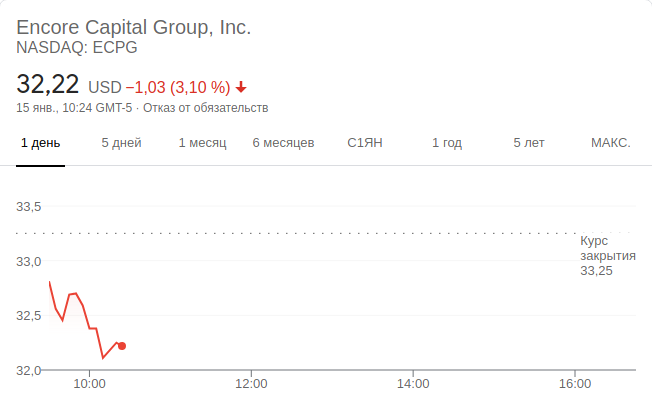 Encore Capital Group, Inc.
NASDAQ: ECPG
32,22 USD −1,03 (3,10 %)
15 янв., 10:24 GMT-5 · Отказ от обязательств
1 день 5 дней 1 месяц 6 месяцев С1ЯН 1 год 5 лет МАКС.
33,5
Курс
закрытия
33,0
33,25
32,5
32,0
10:00 12:00 14:00 16:00